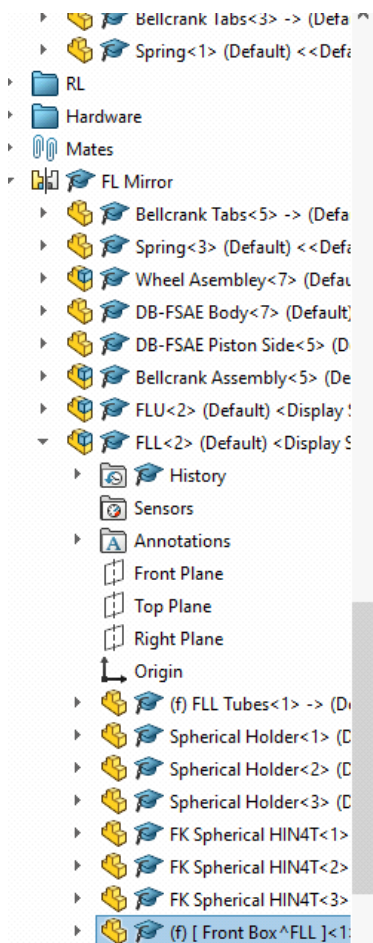 Bellcrank Tabs<3> -> (Defa
Spring<1> (Default) <<Defa
RL
Hardware
Mates
FL Mirror
Bellcrank Tabs<5> -> (Defa
Spring<3> (Default) <<Defa
Wheel Asembley<7> (Defau
DB-FSAE Body<7> (Default)
DB-FSAE Piston Side<5> (D
Bellcrank Assembly<5> (De
FLU<2> (Default) <Display S
FLL<2> (Default) <Display S
History
Sensors
A Annotations
Front Plane
Top Plane
Right Plane
Origin
(f) FLL Tubes<1> -> (De
Spherical Holder<1> (D
Spherical Holder<2> (D
Spherical Holder<3> (D
FK Spherical HIN4T<1>
FK Spherical HIN4T<2>
FK Spherical HIN4T<3>
(f) [ Front Box^FLL ]<1>